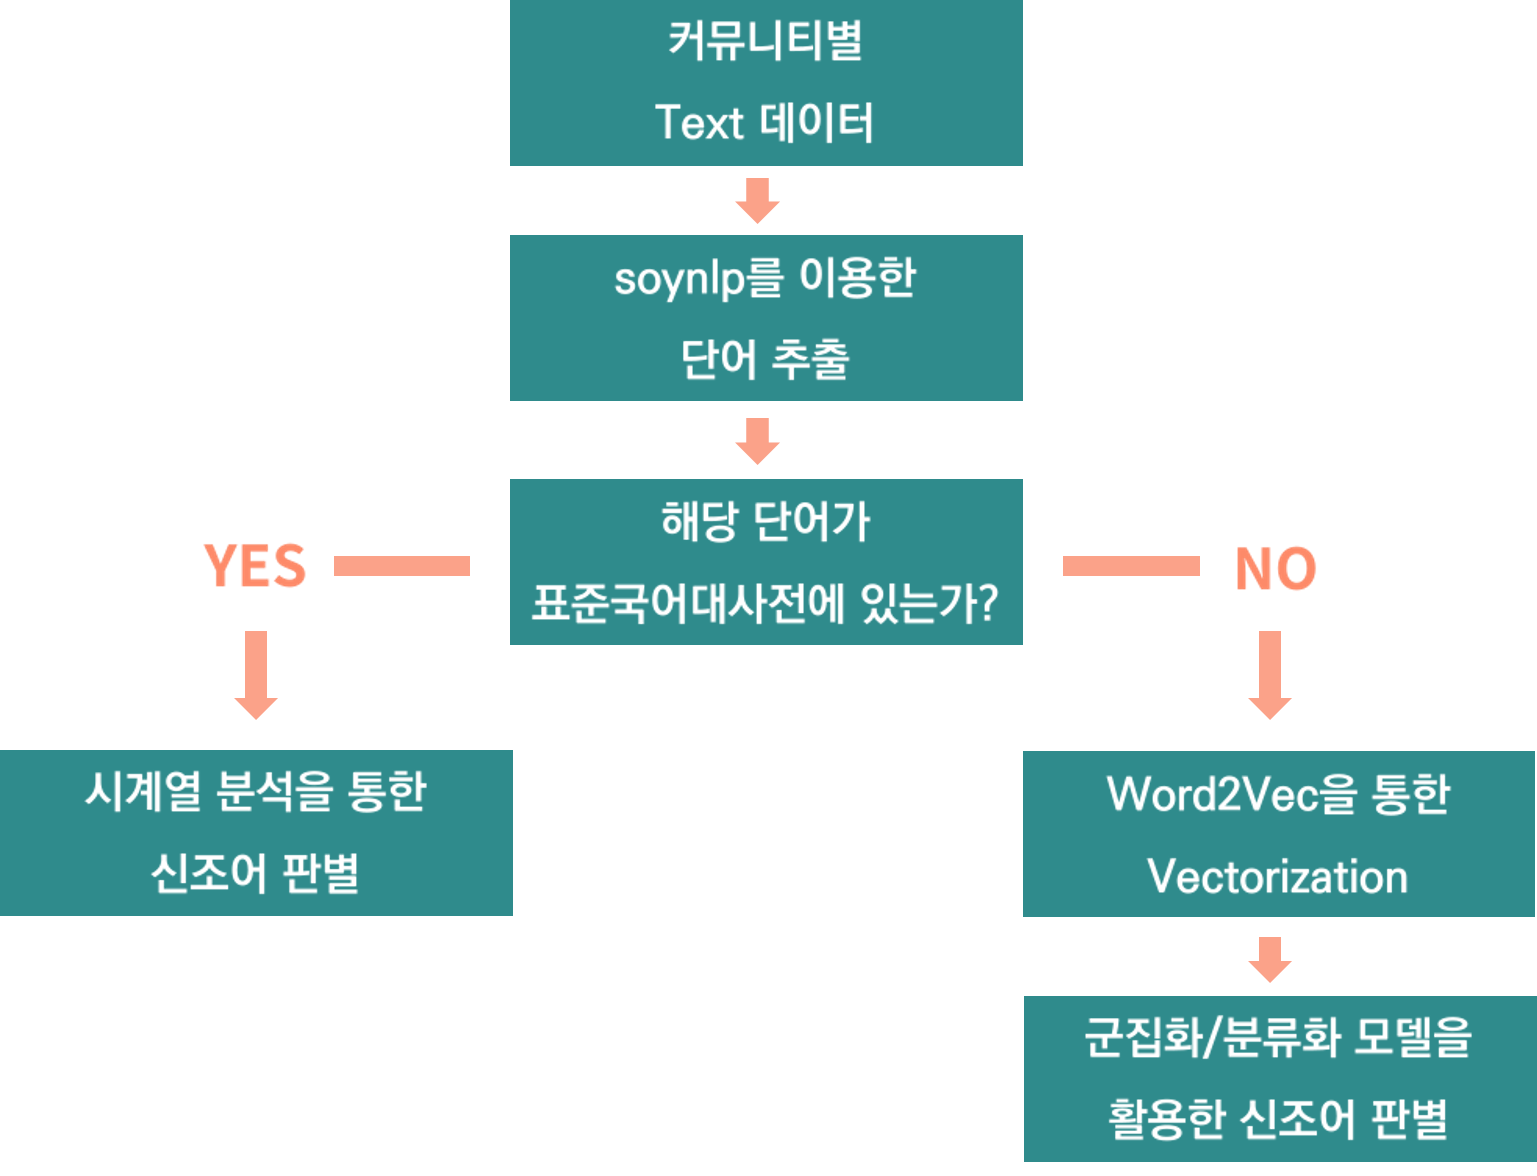 커뮤니티별
Text 데이터
soynlp를 이용한
단어 추출
해당 단어가
표준국어대사전에 있는가?
YES
NO
시계열 분석을 통한
신조어 판별
Word2Vec을 통한
Vectorization
군집화/분류화 모델을
활용한 신조어 판별